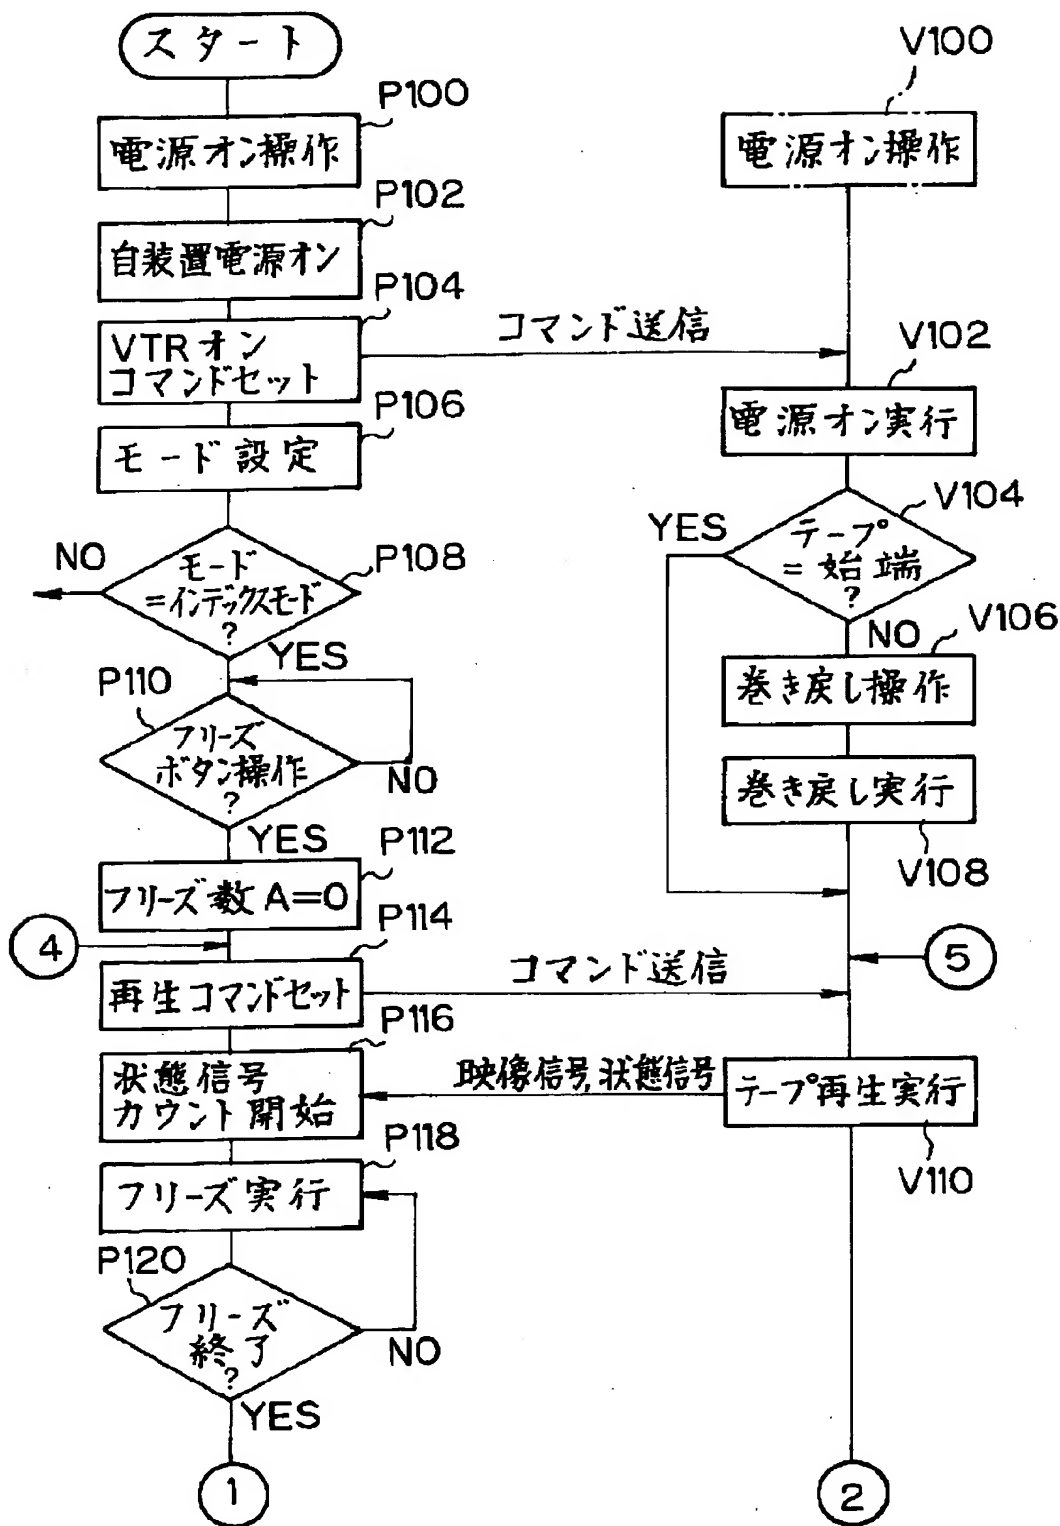 スタート
P100
電源オン操作
P102
自装置電源オン
P104
VTRオン
コマンドセット
コマンド送信
P106
モード設定
P108
モード
=インデックスモード
?
NO
YES
P110
フリーズ
ボタン操作
?
NO
YES
P112
フリーズ数A=0
4
P114
再生コマンドセット
コマンド送信
P116
状態信号
カウント開始
映像信号,状態信号
P118
フリーズ実行
P120
フリーズ
終了
?
NO
YES
1
V100
電源オン操作
V102
電源オン実行
V104
テープ
=始端
?
YES
NO
V106
巻き戻し操作
巻き戻し実行
V108
5
テープ再生実行
V110
2